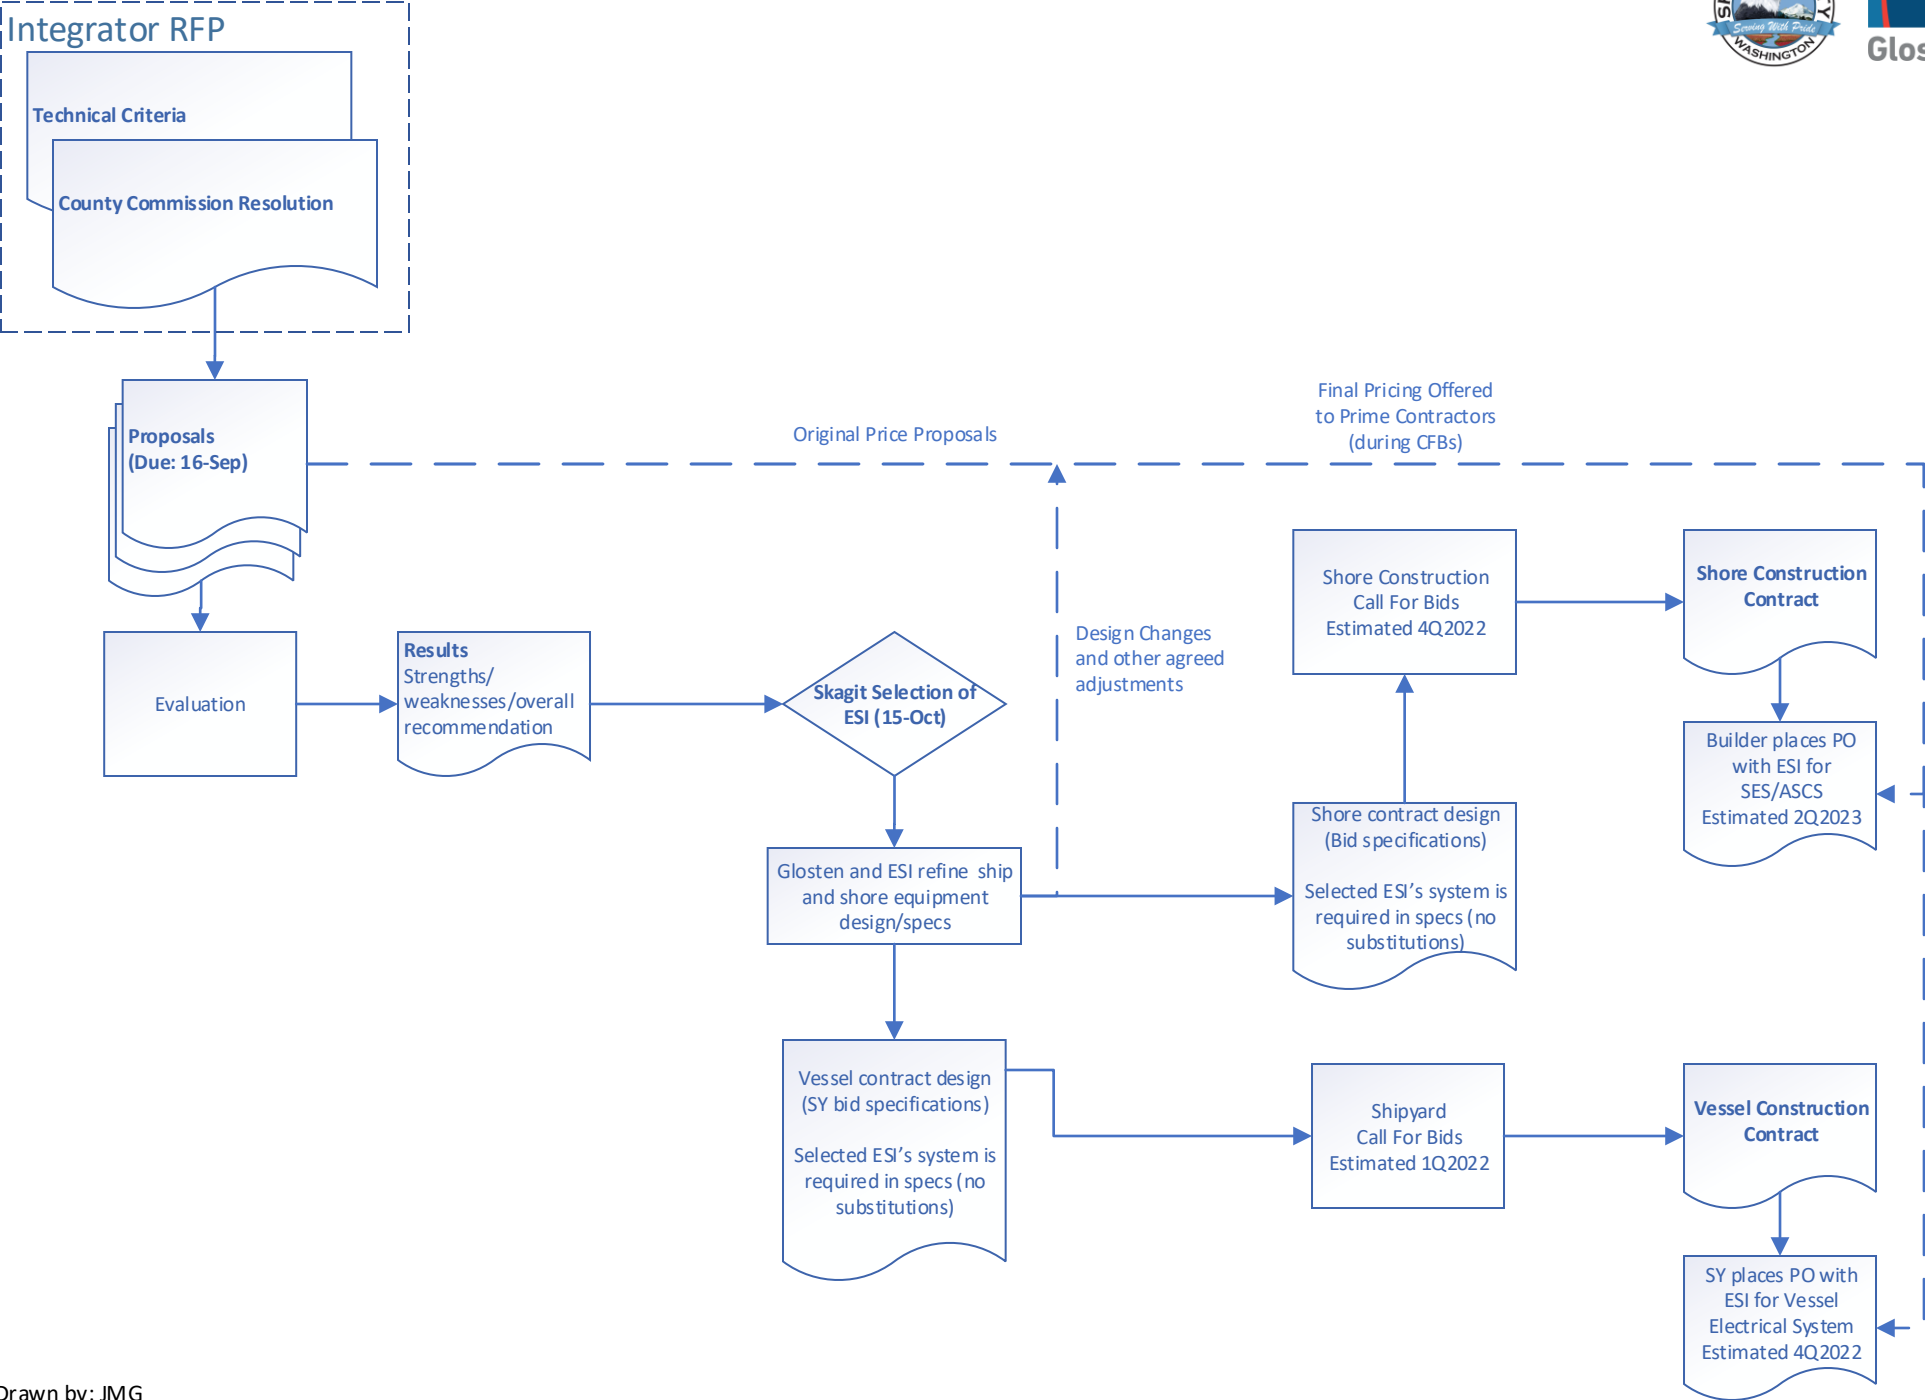 Integrator RFP
Technical Criteria
County Commission Resolution
Serving With Pride
WASHINGTON
Proposals
(Due: 16-Sep)
Original Price Proposals
Final Pricing Offered
to Prime Contractors
(during CFBs)
Evaluation
Results
Strengths/
weaknesses/overall
recommendation
Skagit Selection of
ESI (15-Oct)
Design Changes
and other agreed
adjustments
Shore Construction
Call For Bids
Estimated 4Q2022
Shore Construction
Contract
Builder places PO
with ESI for
SES/ASCS
Estimated 2Q2023
Glosten and ESI refine ship
and shore equipment
design/specs
Shore contract design
(Bid specifications)
Selected ESI's system is
required in specs (no
substitutions)
Vessel contract design
(SY bid specifications)
Selected ESI's system is
required in specs (no
substitutions)
Shipyard
Call For Bids
Estimated 1Q2022
Vessel Construction
Contract
SY places PO with
ESI for Vessel
Electrical System
Estimated 4Q2022
Drawn by: JMG